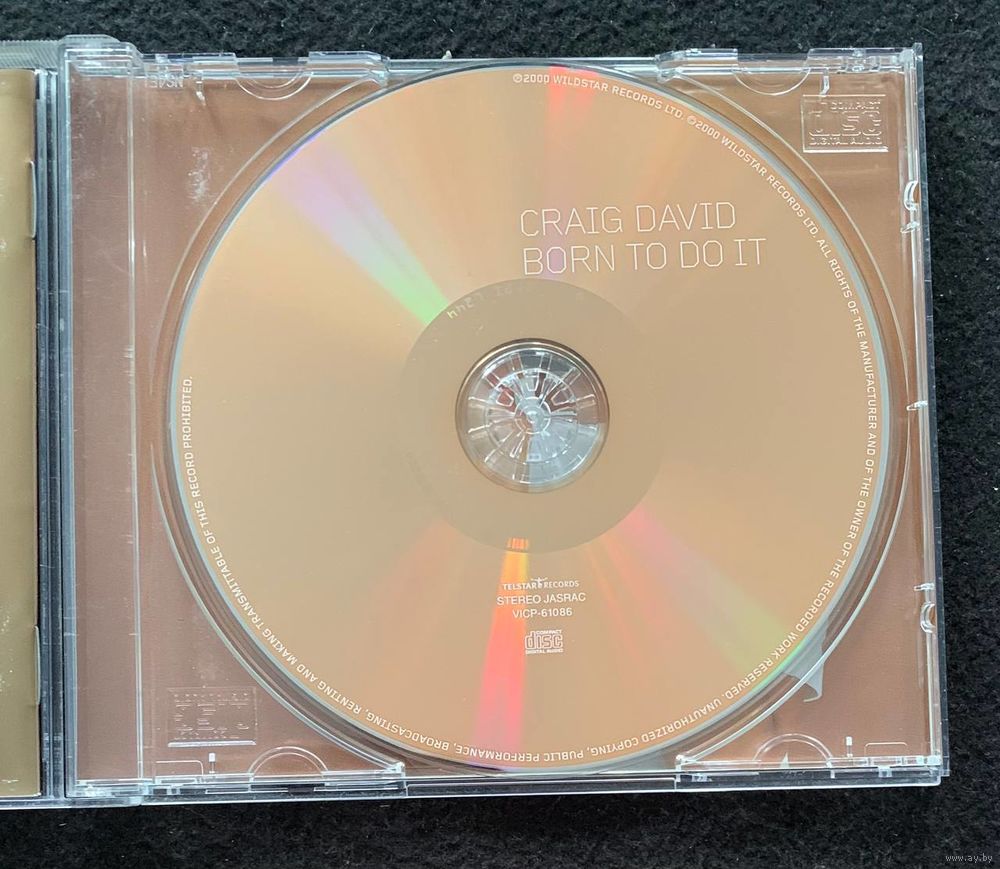 ©2000 WILDSTAR RECORDS LTD. ©2000 WILDSTAR RECORDS LTD. ALL RIGHTS OF THE MANUFACTURER AND OF THE OWNER OF THE RECORDED WORK RESERVED. UNAUTHORIZED COPYING, PUBLIC PERFORMANCE, BROADCASTING, RENTING AND MAKING TRANSMITTABLE OF THIS RECORD PROHIBITED.
COMPACT
disc
DIGITAL AUDIO
CRAIG DAVID
BORN TO DO IT
TELSTAR RECORDS
STEREO JASRAC
VICP-61086
COMPACT
disc
DIGITAL AUDIO
www.ay.by